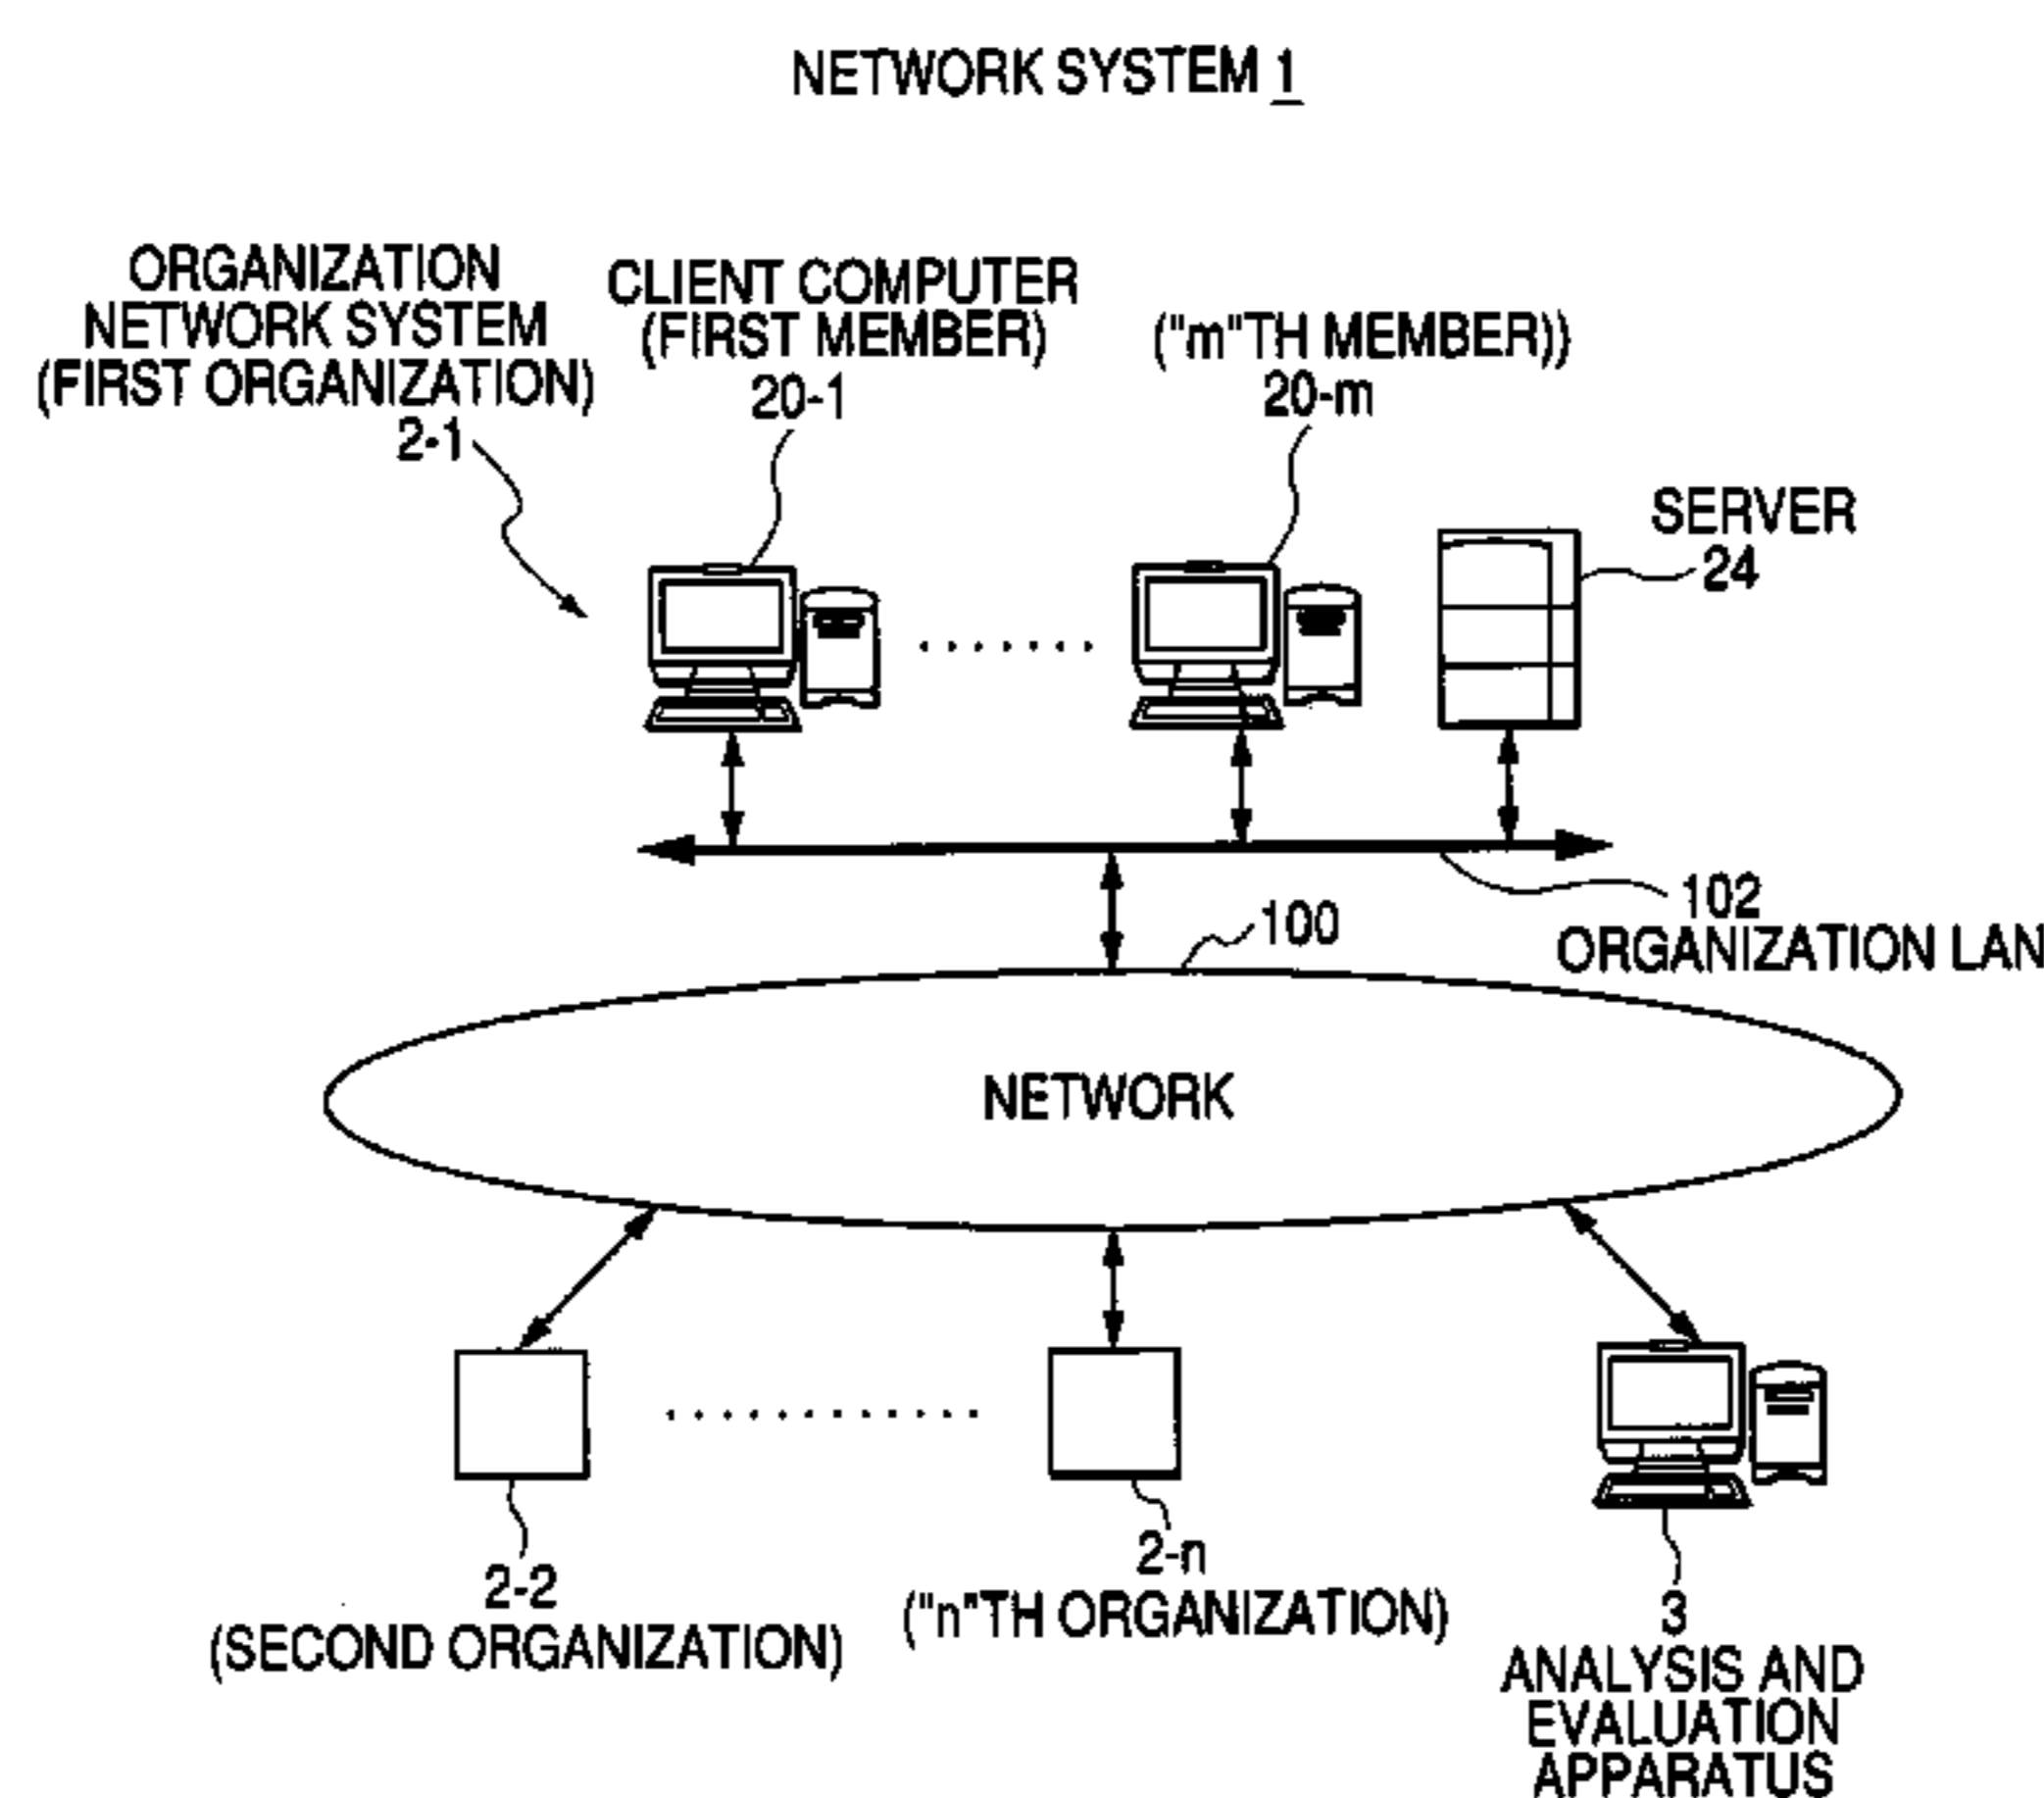 NETWORK SYSTEM 1
ORGANIZATION
NETWORK SYSTEM
(FIRST ORGANIZATION)
2-1
CLIENT COMPUTER
(FIRST MEMBER)
20-1
("m"TH MEMBER))
20-m
SERVER
24
102
ORGANIZATION LAN
100
NETWORK
2-2
(SECOND ORGANIZATION)
2-n
("n"TH ORGANIZATION)
3
ANALYSIS AND
EVALUATION
APPARATUS